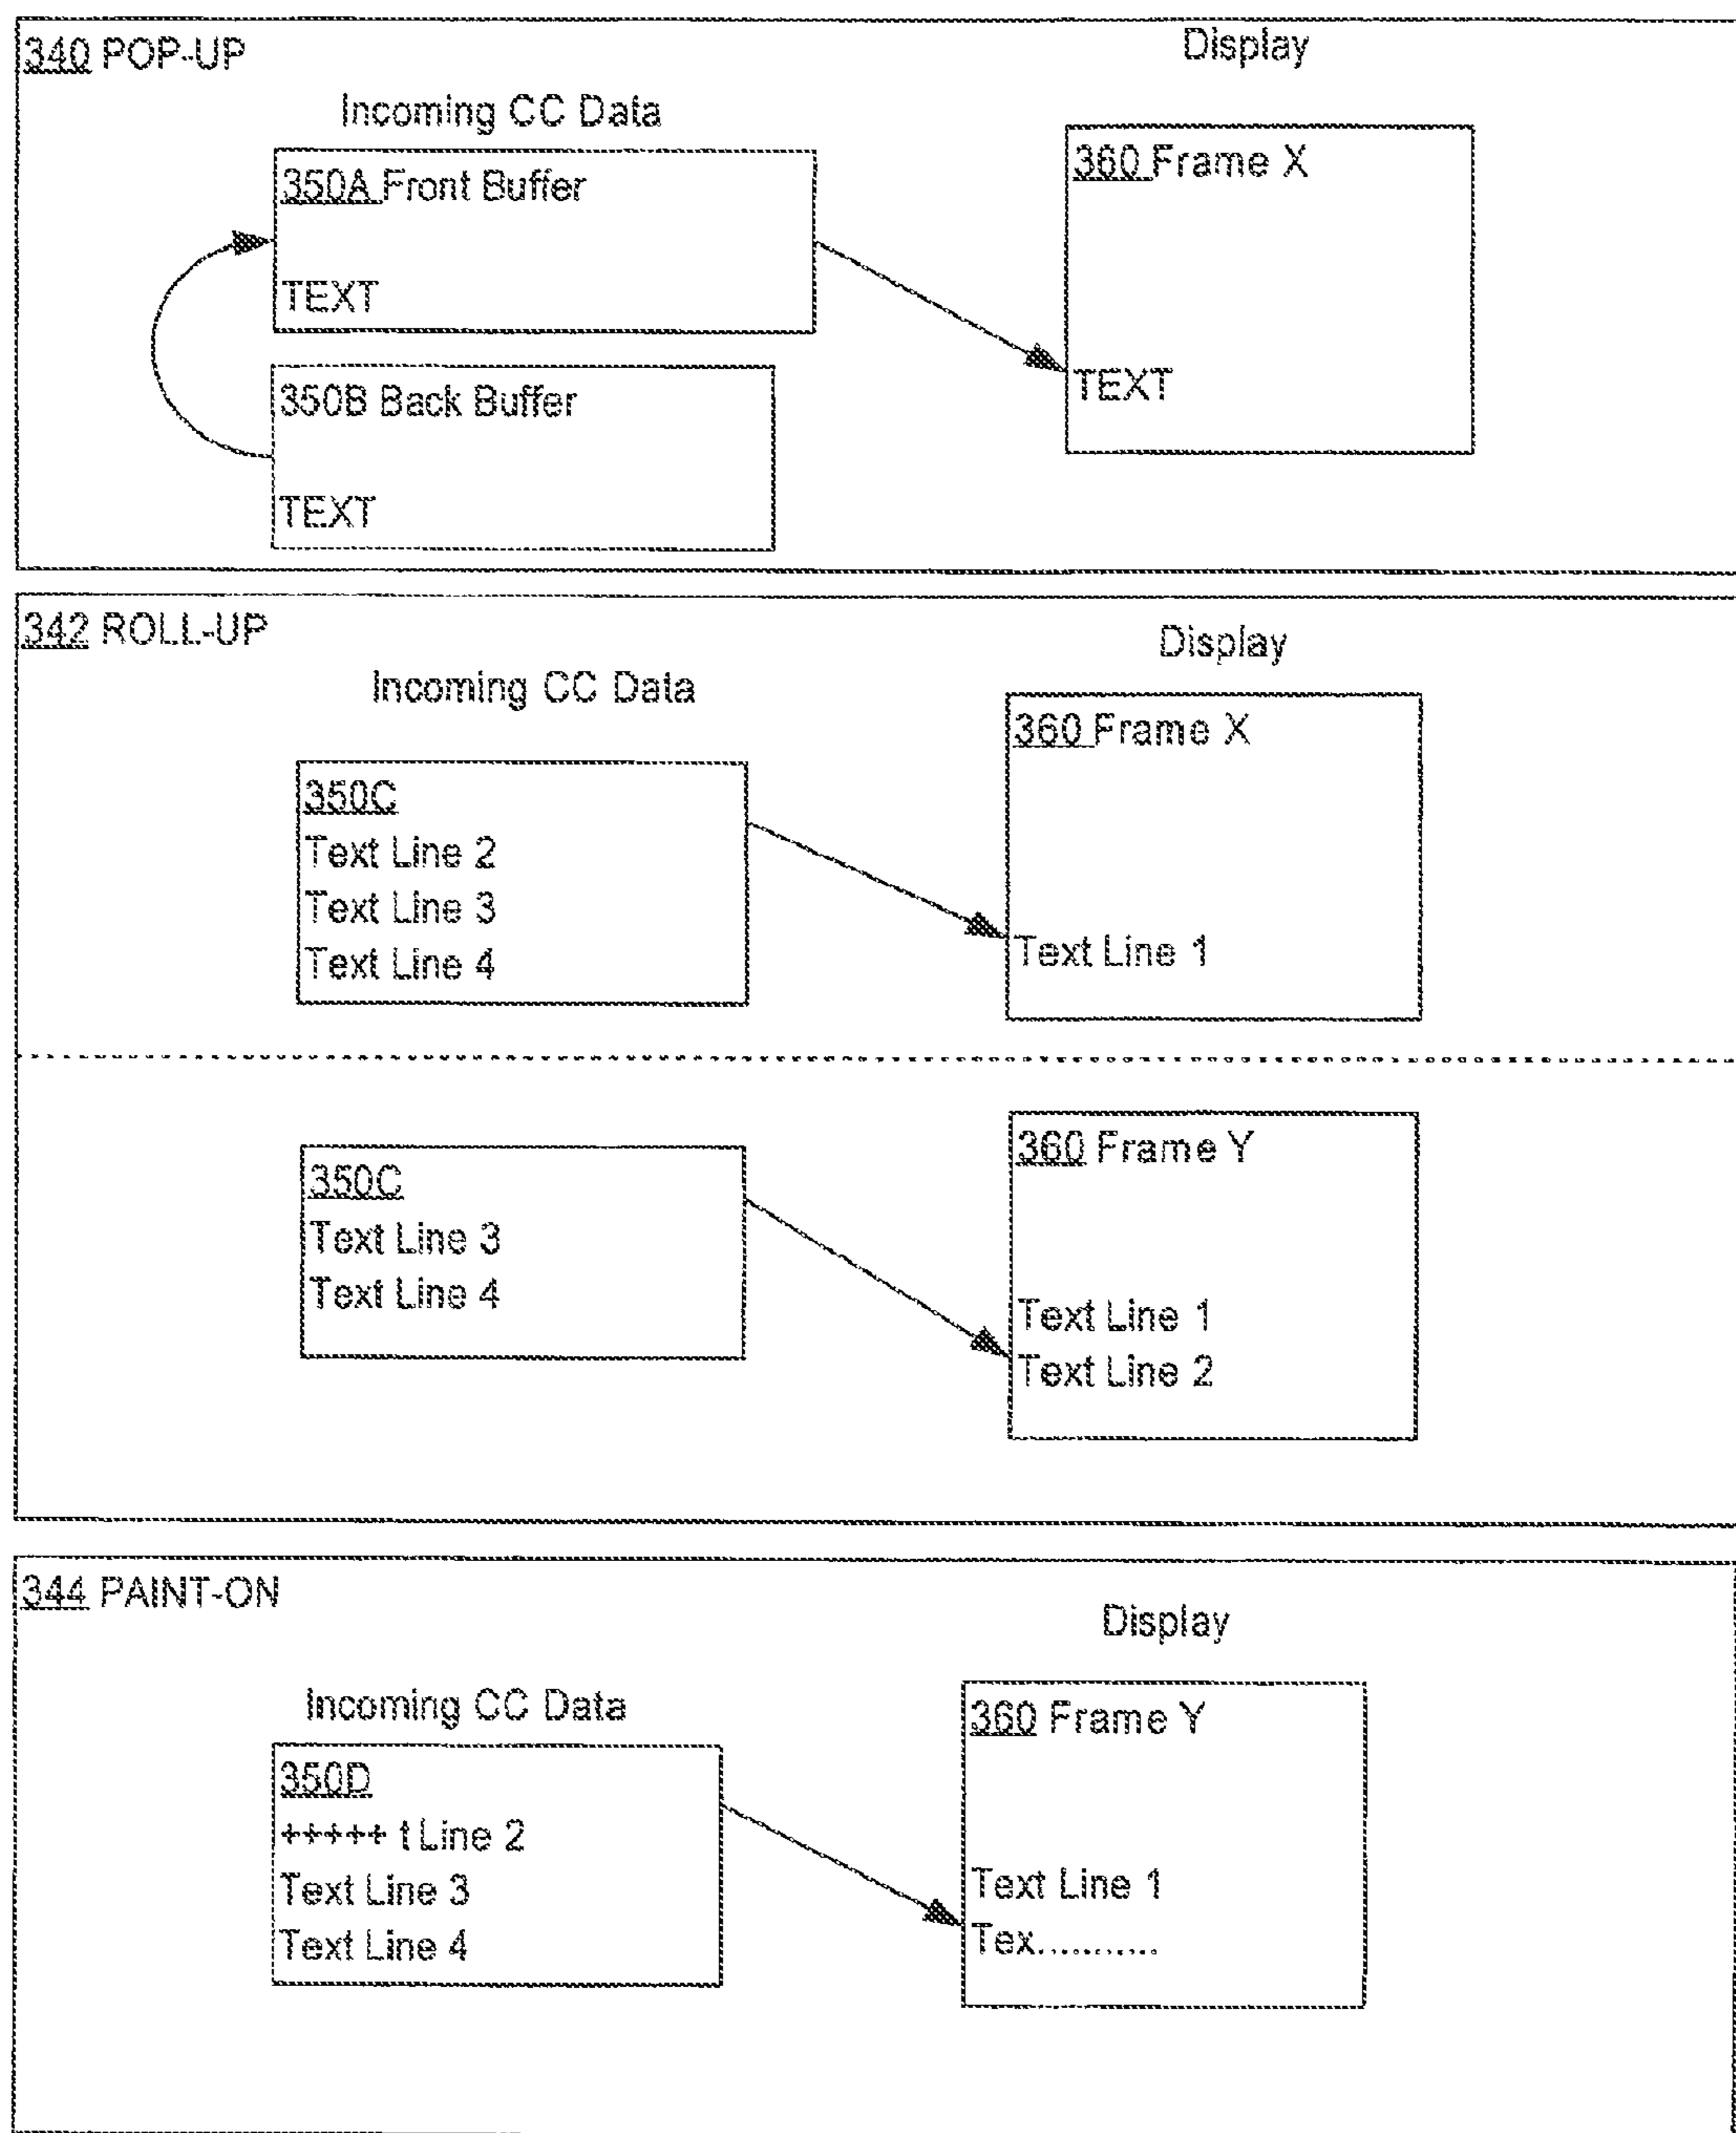 340 POP-UP
Display
Incoming CC Data
350A Front Buffer
TEXT
350B Back Buffer
TEXT
360 Frame X
TEXT
342 ROLL-UP
Display
Incoming CC Data
350C
Text Line 2
Text Line 3
Text Line 4
360 Frame X
Text Line 1
350C
Text Line 3
Text Line 4
360 Frame Y
Text Line 1
Text Line 2
344 PAINT-ON
Display
Incoming CC Data
350D
+++++ t Line 2
Text Line 3
Text Line 4
360 Frame Y
Text Line 1
Tex...........